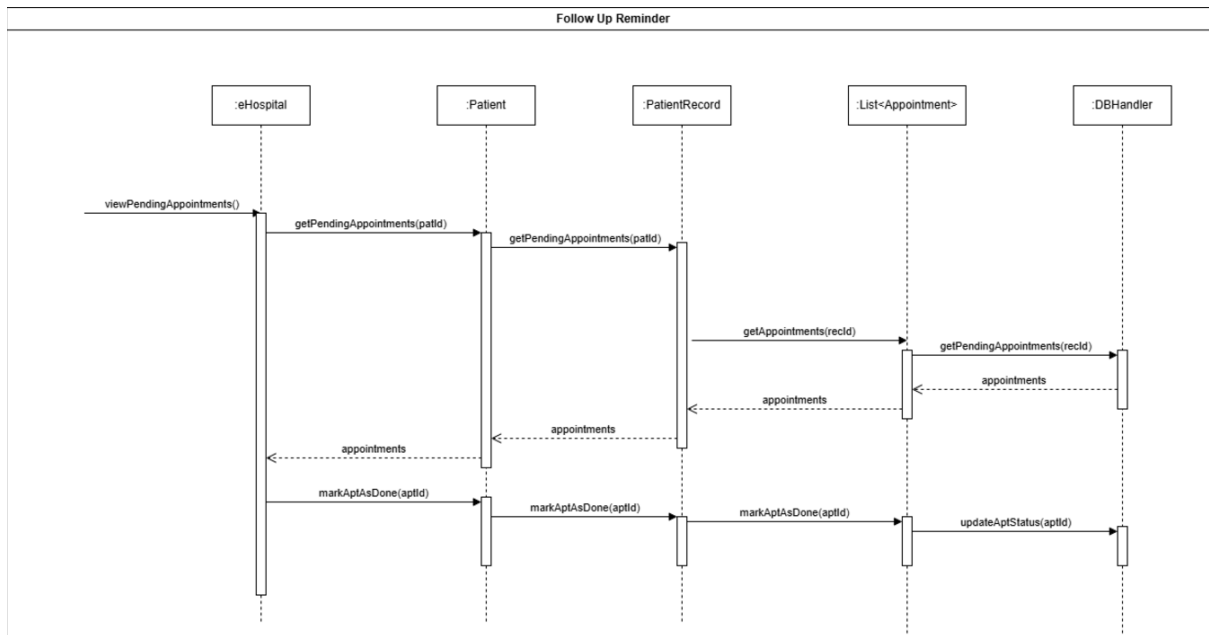 Follow Up Reminder
:eHospital
:Patient
:PatientRecord
:List<Appointment>
:DBHandler
viewPendingAppointments()
getPendingAppointments(patId)
getPendingAppointments(patId)
getAppointments(recId)
getPendingAppointments(recId)
appointments
appointments
appointments
appointments
markAptAsDone(aptId)
markAptAsDone(aptId)
markAptAsDone(aptId)
updateAptStatus(aptId)